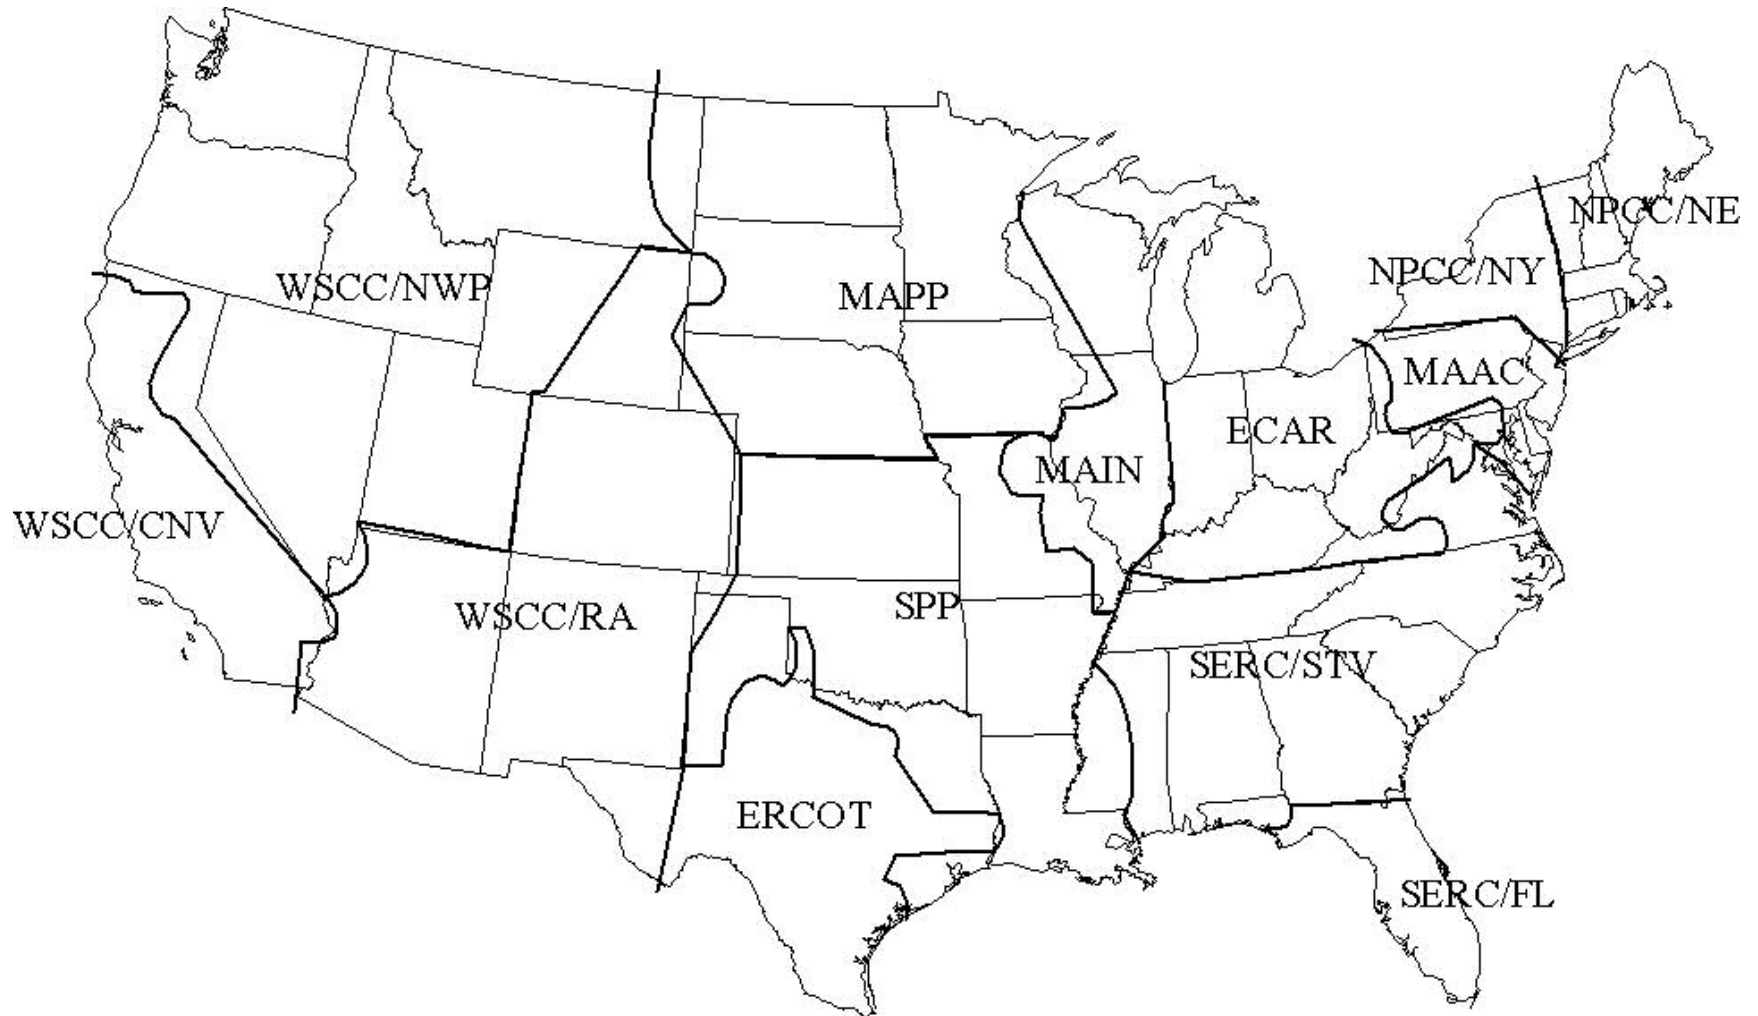 NPCC/NE
NPCC/NY
WSCC/NWP
MAPP
MAAC
ECAR
MAIN
WSCC/CNV
SPP
WSCC/RA
SERC/STV
ERCOT
SERC/FL